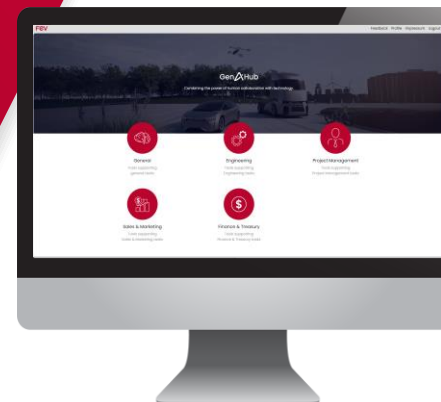 FEV
Feedback Profile Impressum Logout
GenAIHub
Combining the power of human collaboration with technology
General
Tools supporting
general tasks
Engineering
Tools supporting
Engineering tasks
Project Management
Tools supporting
Project Management tasks
Sales & Marketing
Tools supporting
Sales & Marketing tasks
Finance & Treasury
Tools supporting
Finance & Treasury tasks